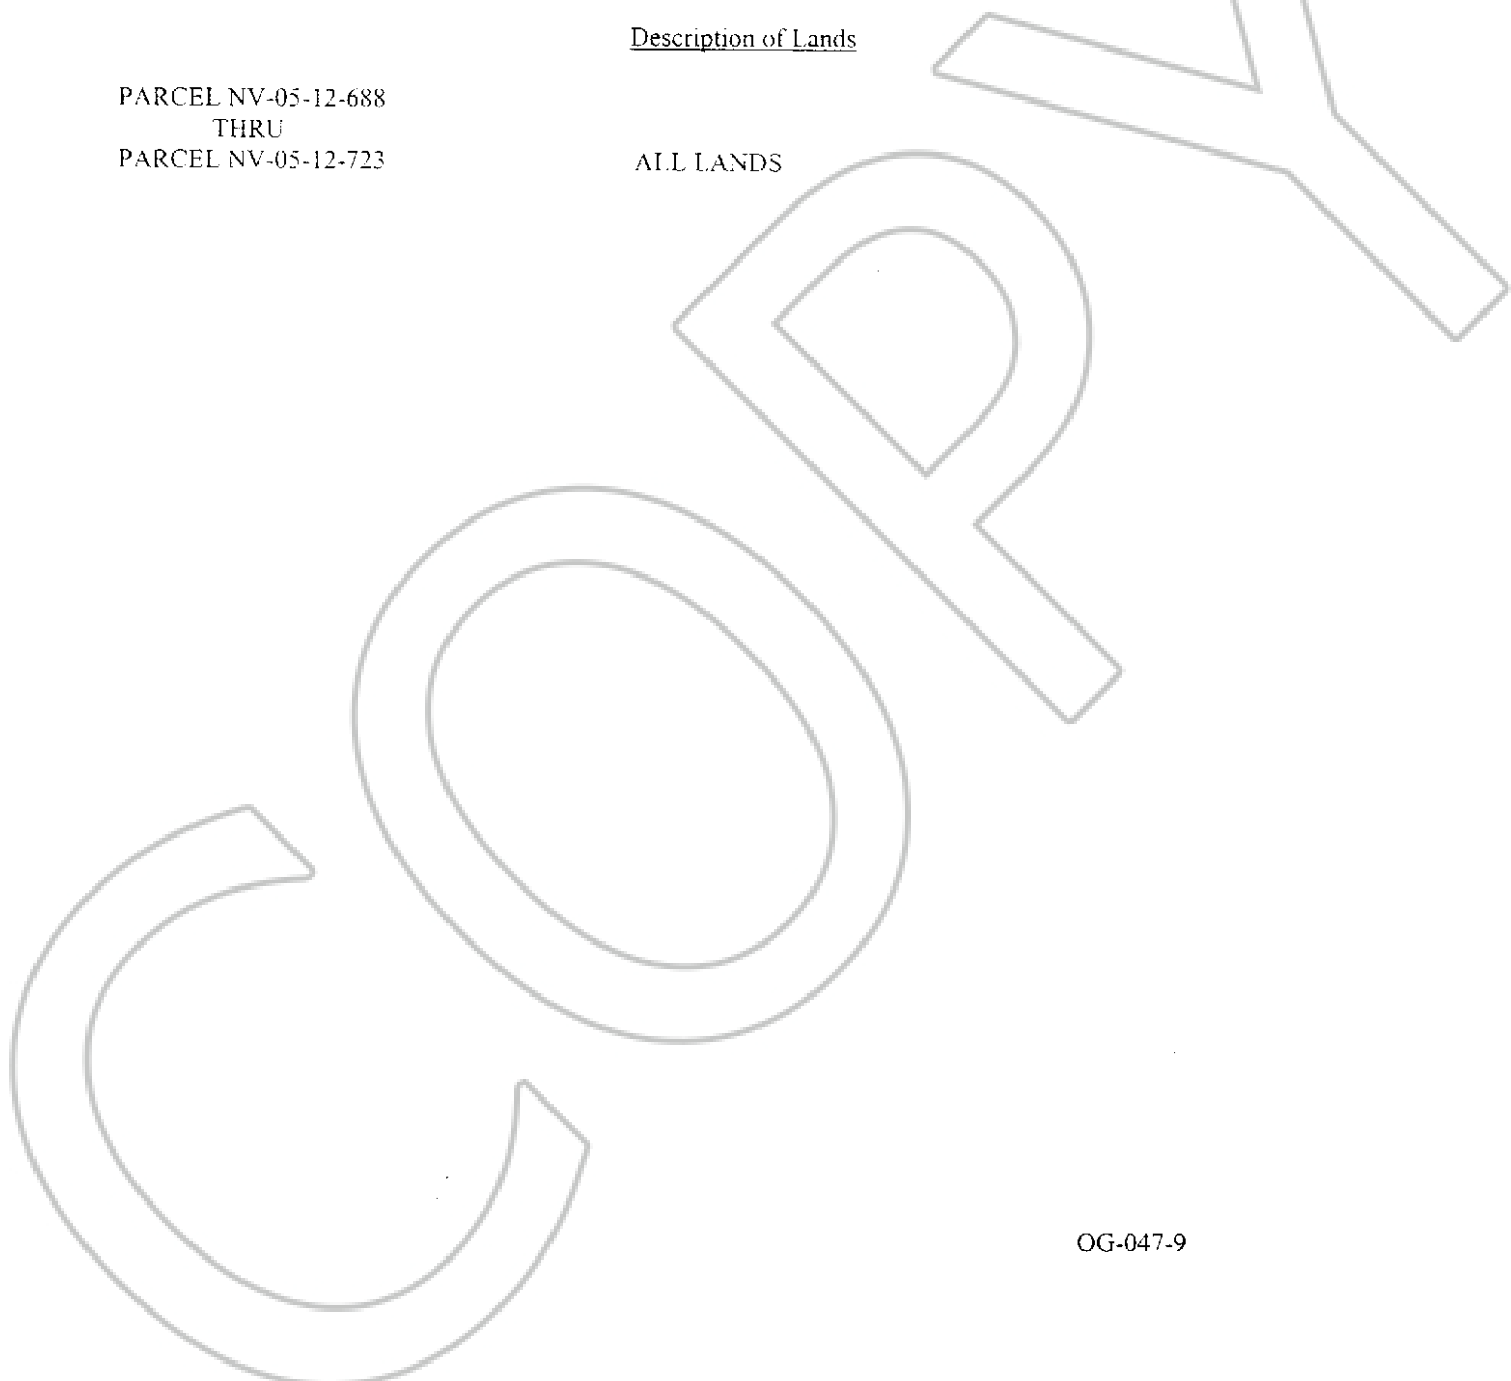 Description of Lands
PARCEL NV-05-12-688
THRU
PARCEL NV-05-12-723
ALL LANDS
COPY
OG-047-9